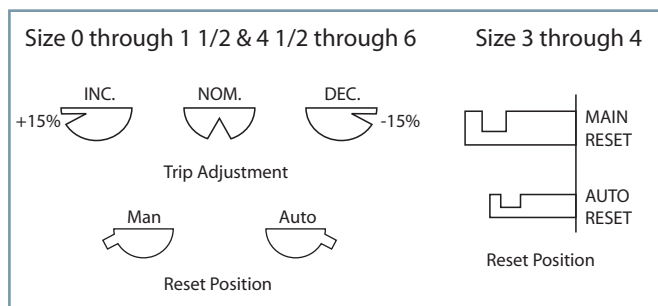 Size 0 through 1 1/2 & 4 1/2 through 6
INC.
NOM.
DEC.
+15%
-15%
Trip Adjustment
Man
Auto
Reset Position
Size 3 through 4
MAIN
RESET
AUTO
RESET
Reset Position